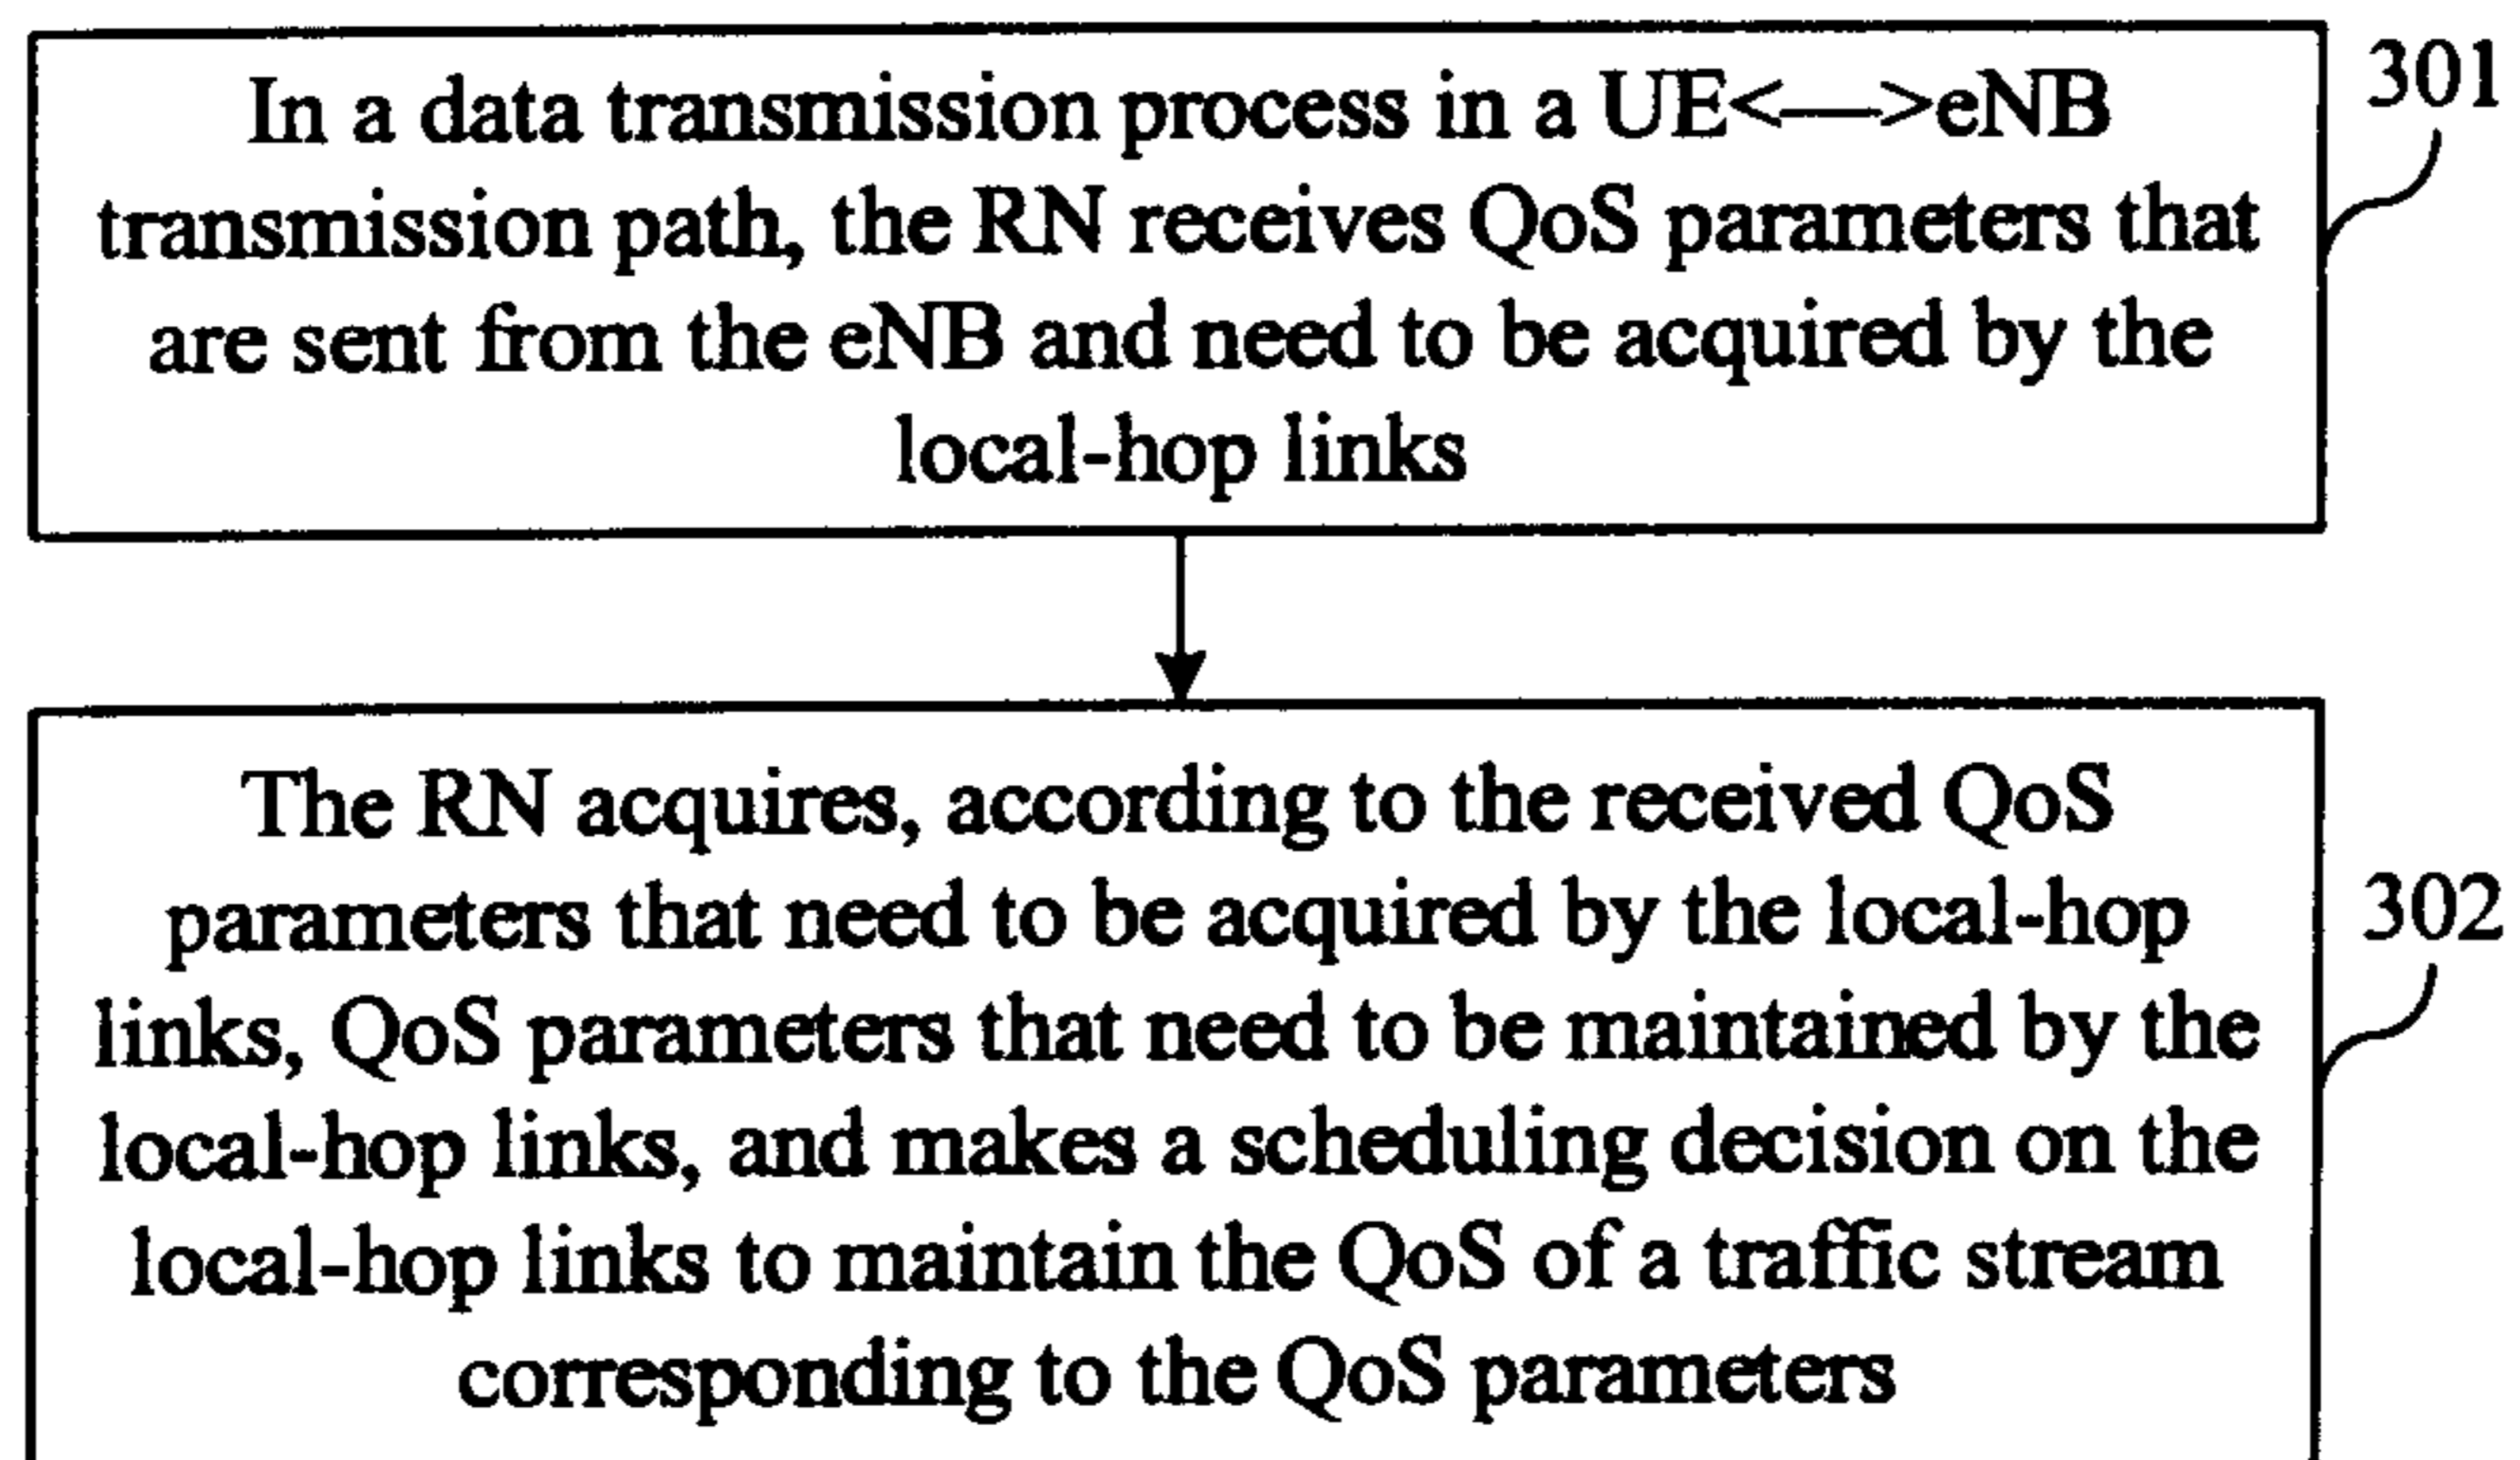 In a data transmission process in a UE<—>eNB
transmission path, the RN receives QoS parameters that
are sent from the eNB and need to be acquired by the
local-hop links
301
The RN acquires, according to the received QoS
parameters that need to be acquired by the local-hop
links, QoS parameters that need to be maintained by the
local-hop links, and makes a scheduling decision on the
local-hop links to maintain the QoS of a traffic stream
corresponding to the QoS parameters
302